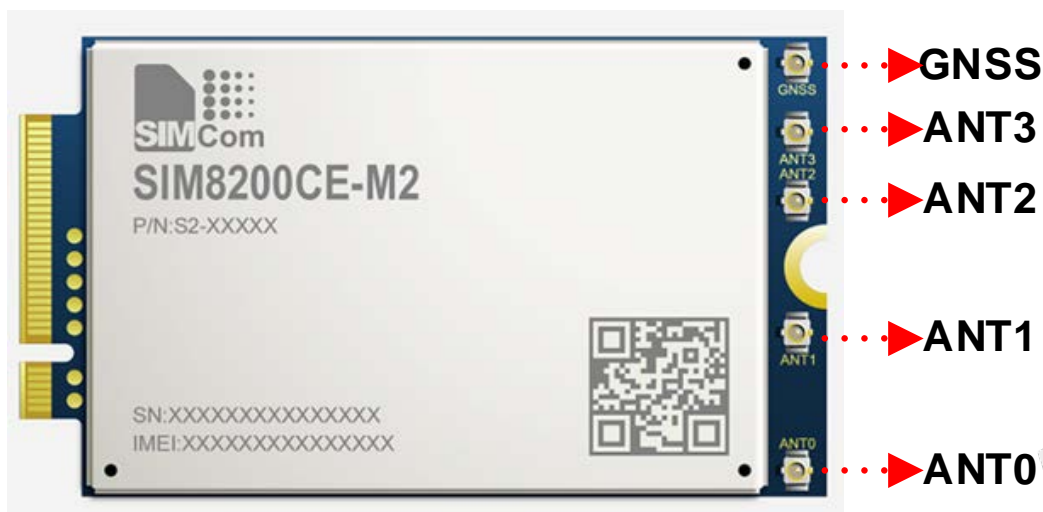 SIMCom
SIM8200CE-M2
P/N:S2-XXXXX
SN:XXXXXXXXXXXXXXX
IMEI:XXXXXXXXXXXXXXX
GNSS
ANT3
ANT2
ANT1
ANT0
GNSS
ANT3
ANT2
ANT1
ANT0